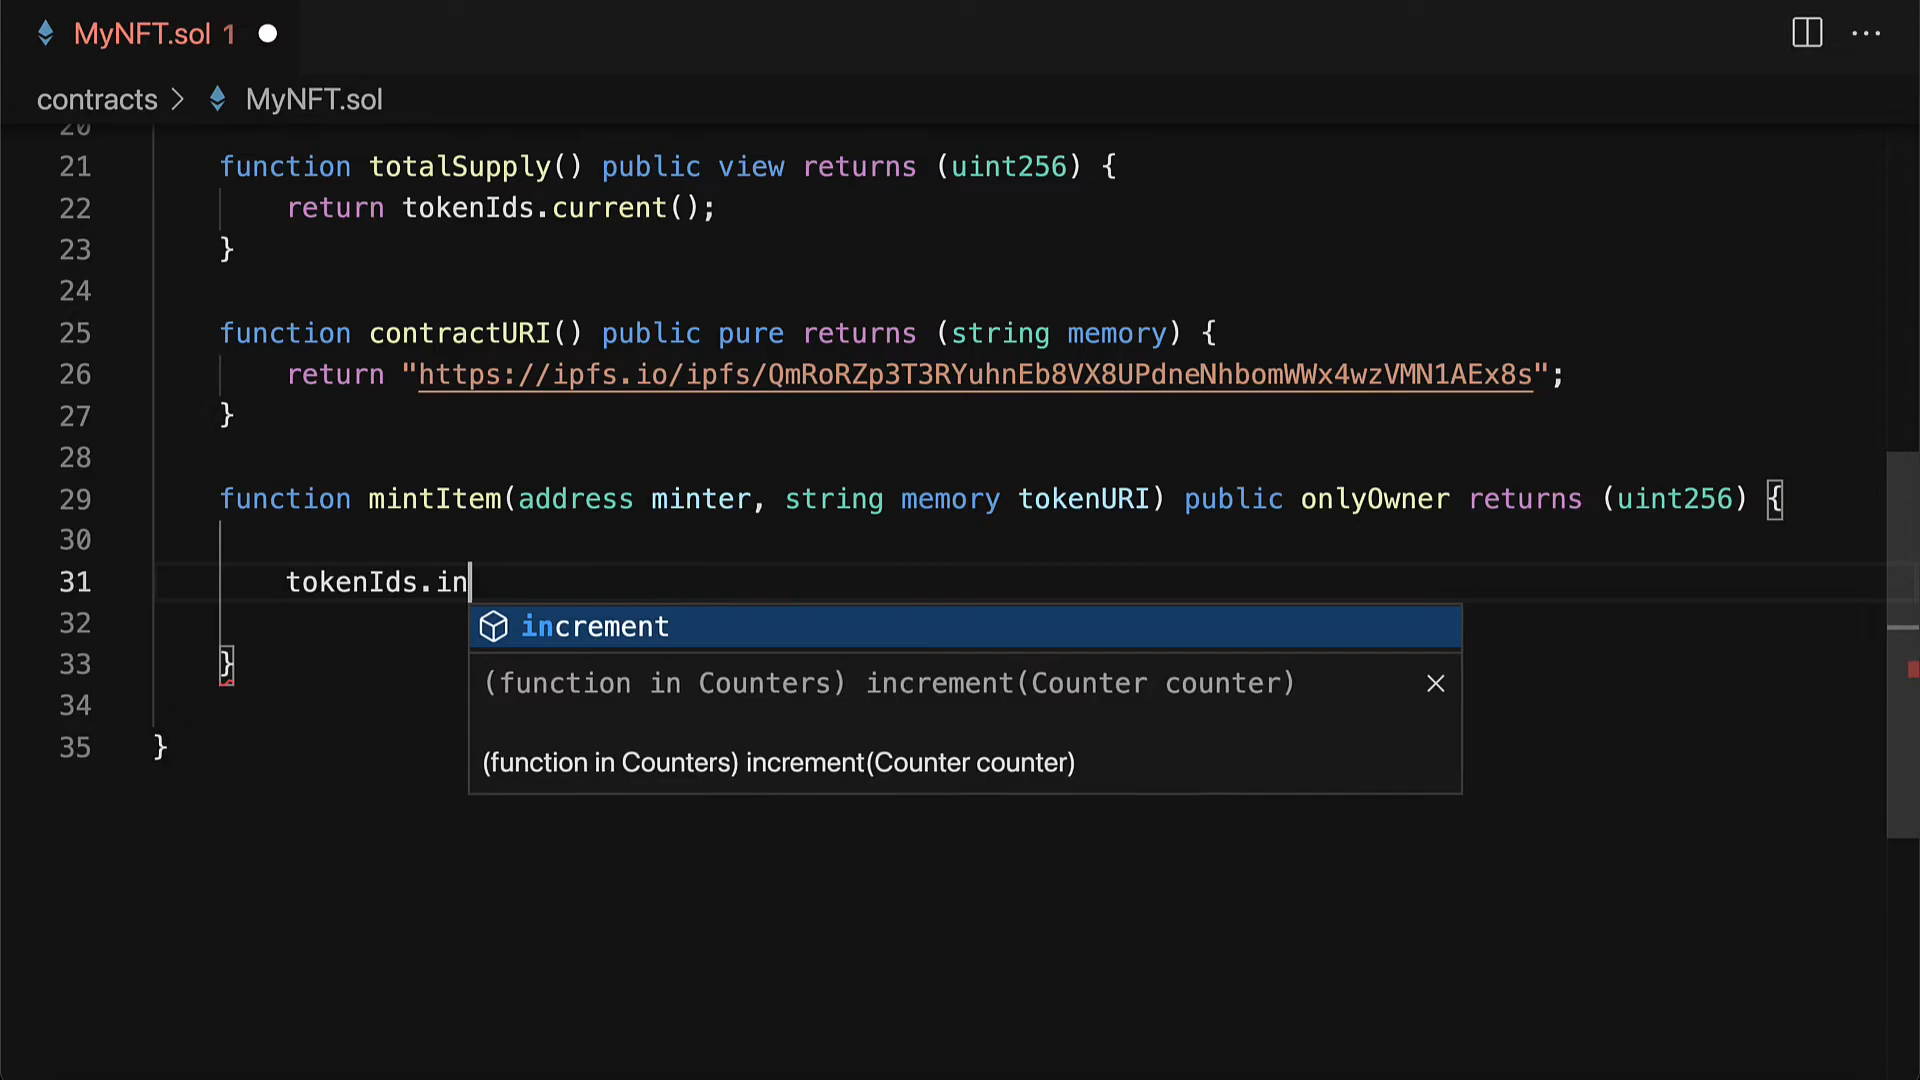 MyNFT.sol 1
contracts > MyNFT.sol
20
21 function totalSupply() public view returns (uint256) {
22 return tokenIds.current();
23 }
24
25 function contractURI() public pure returns (string memory) {
26 return "https://ipfs.io/ipfs/QmRoRZp3T3RYuhnEb8VX8UPdneNhbomWWx4wzVMN1AEx8s";
27 }
28
29 function mintItem(address minter, string memory tokenURI) public onlyOwner returns (uint256) {
30
31 tokenIds.in
increment
32
(function in Counters) increment(Counter counter)
33 }
34
35 }
(function in Counters) increment(Counter counter)